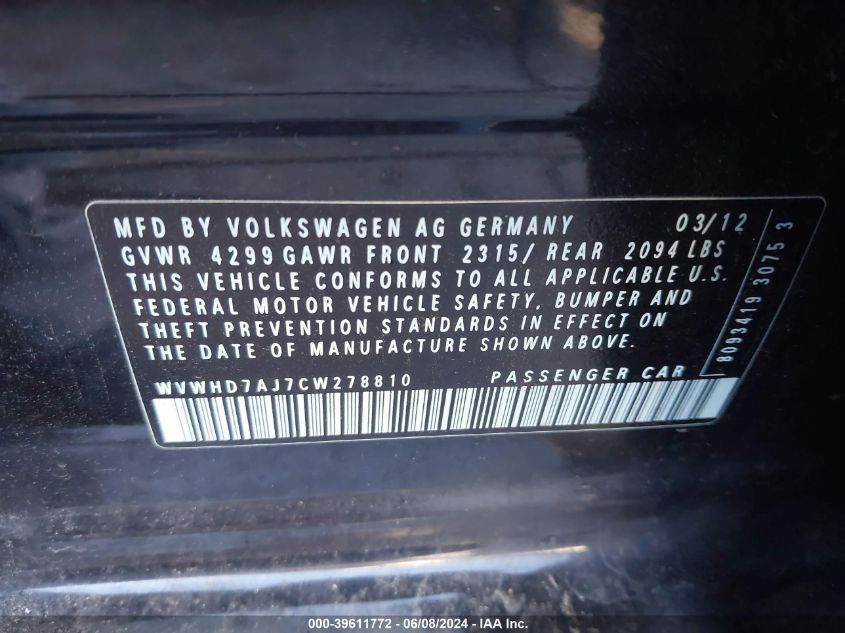 MFD BY VOLKSWAGEN AG GERMANY 03/12
GVWR 4299 GAWR FRONT 2315/ REAR 2094 LBS
THIS VEHICLE CONFORMS TO ALL APPLICABLE U.S.
FEDERAL MOTOR VEHICLE SAFETY, BUMPER AND
THEFT PREVENTION STANDARDS IN EFFECT ON
THE DATE OF MANUFACTURE SHOWN ABOVE.
WVWHD7AJ7CW278810 PASSENGER CAR
8093419 3075 3
000-39611772 - 06/08/2024 - IAA Inc.